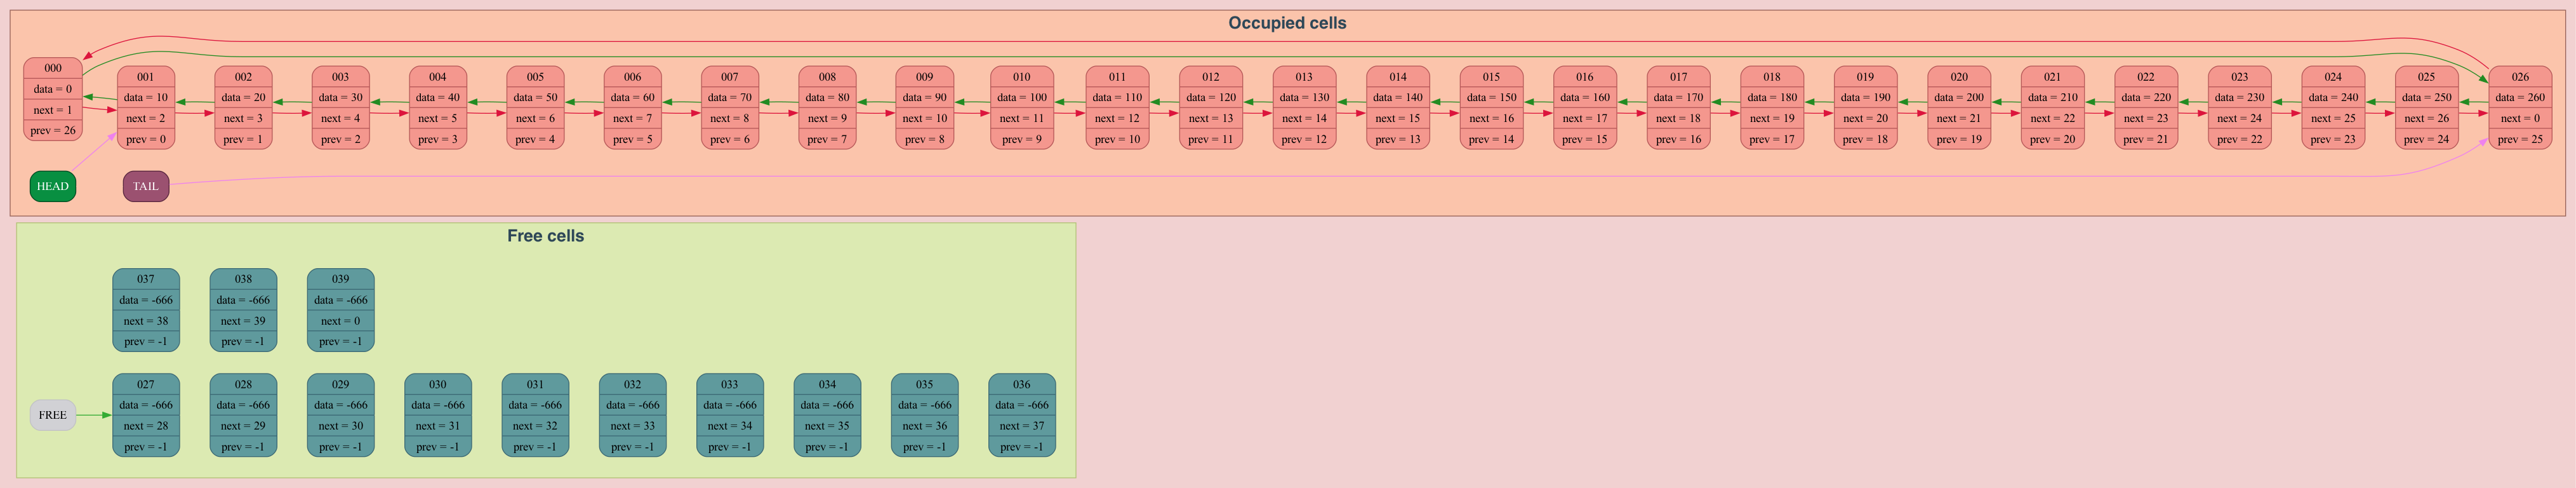 Occupied cells
000
data = 0
next = 1
prev = 26
001
data = 10
next = 2
prev = 0
002
data = 20
next = 3
prev = 1
003
data = 30
next = 4
prev = 2
004
data = 40
next = 5
prev = 3
005
data = 50
next = 6
prev = 4
006
data = 60
next = 7
prev = 5
007
data = 70
next = 8
prev = 6
008
data = 80
next = 9
prev = 7
009
data = 90
next = 10
prev = 8
010
data = 100
next = 11
prev = 9
011
data = 110
next = 12
prev = 10
012
data = 120
next = 13
prev = 11
013
data = 130
next = 14
prev = 12
014
data = 140
next = 15
prev = 13
015
data = 150
next = 16
prev = 14
016
data = 160
next = 17
prev = 15
017
data = 170
next = 18
prev = 16
018
data = 180
next = 19
prev = 17
019
data = 190
next = 20
prev = 18
020
data = 200
next = 21
prev = 19
021
data = 210
next = 22
prev = 20
022
data = 220
next = 23
prev = 21
023
data = 230
next = 24
prev = 22
024
data = 240
next = 25
prev = 23
025
data = 250
next = 26
prev = 24
026
data = 260
next = 0
prev = 25
HEAD
TAIL
Free cells
037
data = -666
next = 38
prev = -1
038
data = -666
next = 39
prev = -1
039
data = -666
next = 0
prev = -1
FREE
027
data = -666
next = 28
prev = -1
028
data = -666
next = 29
prev = -1
029
data = -666
next = 30
prev = -1
030
data = -666
next = 31
prev = -1
031
data = -666
next = 32
prev = -1
032
data = -666
next = 33
prev = -1
033
data = -666
next = 34
prev = -1
034
data = -666
next = 35
prev = -1
035
data = -666
next = 36
prev = -1
036
data = -666
next = 37
prev = -1